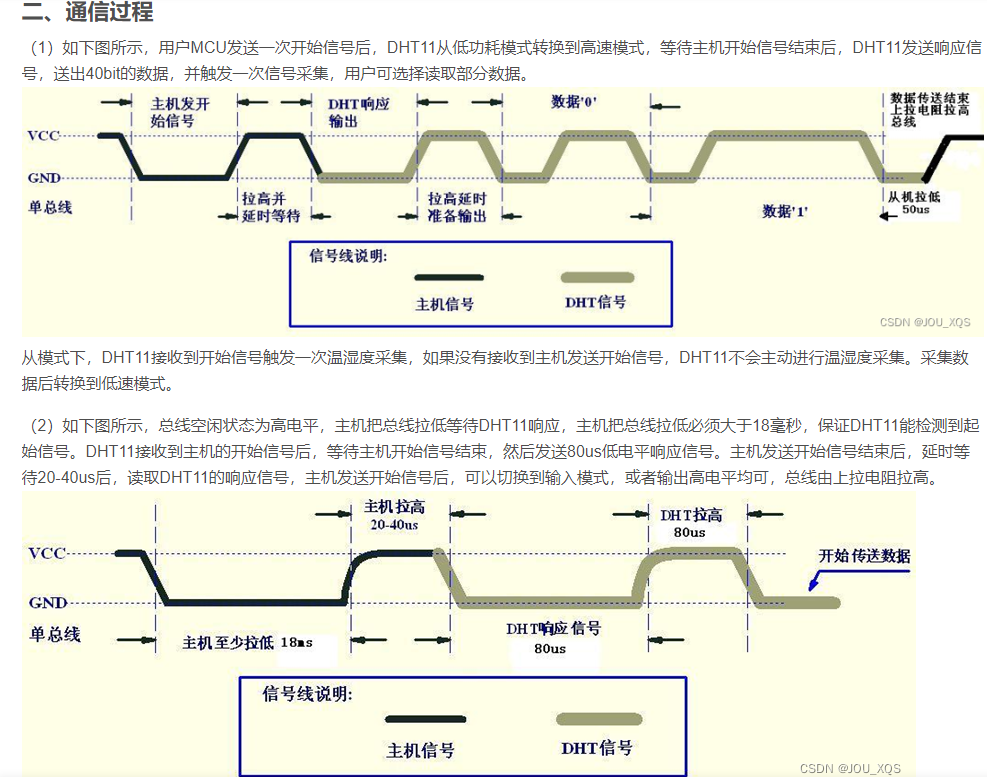 二、通信过程
（1）如下图所示，用户MCU发送一次开始信号后，DHT11从低功耗模式转换到高速模式，等待主机开始信号结束后，DHT11发送响应信
号，送出40bit的数据，并触发一次信号采集，用户可选择读取部分数据。
主机发开
始信号
DHT响应
输出
数据'0'
数据传送结束
上拉电阻拉高
总线
VCC
GND
单总线
拉高并
延时等待
拉高延时
准备输出
数据'1'
从机拉低
50us
信号线说明:
主机信号
DHT信号
CSDN @JOU_XQS
从模式下，DHT11接收到开始信号触发一次温湿度采集，如果没有接收到主机发送开始信号，DHT11不会主动进行温湿度采集。采集数
据后转换到低速模式。
（2）如下图所示，总线空闲状态为高电平，主机把总线拉低等待DHT11响应，主机把总线拉低必须大于18毫秒，保证DHT11能检测到起
始信号。DHT11接收到主机的开始信号后，等待主机开始信号结束，然后发送80us低电平响应信号。主机发送开始信号结束后，延时等
待20-40us后，读取DHT11的响应信号，主机发送开始信号后，可以切换到输入模式，或者输出高电平均可，总线由上拉电阻拉高。
主机拉高
20-40us
DHT拉高
80us
VCC
开始传送数据
GND
单总线
主机至少拉低 18ms
DHT响应信号
80us
信号线说明:
主机信号
DHT信号
CSDN @JOU_XQS